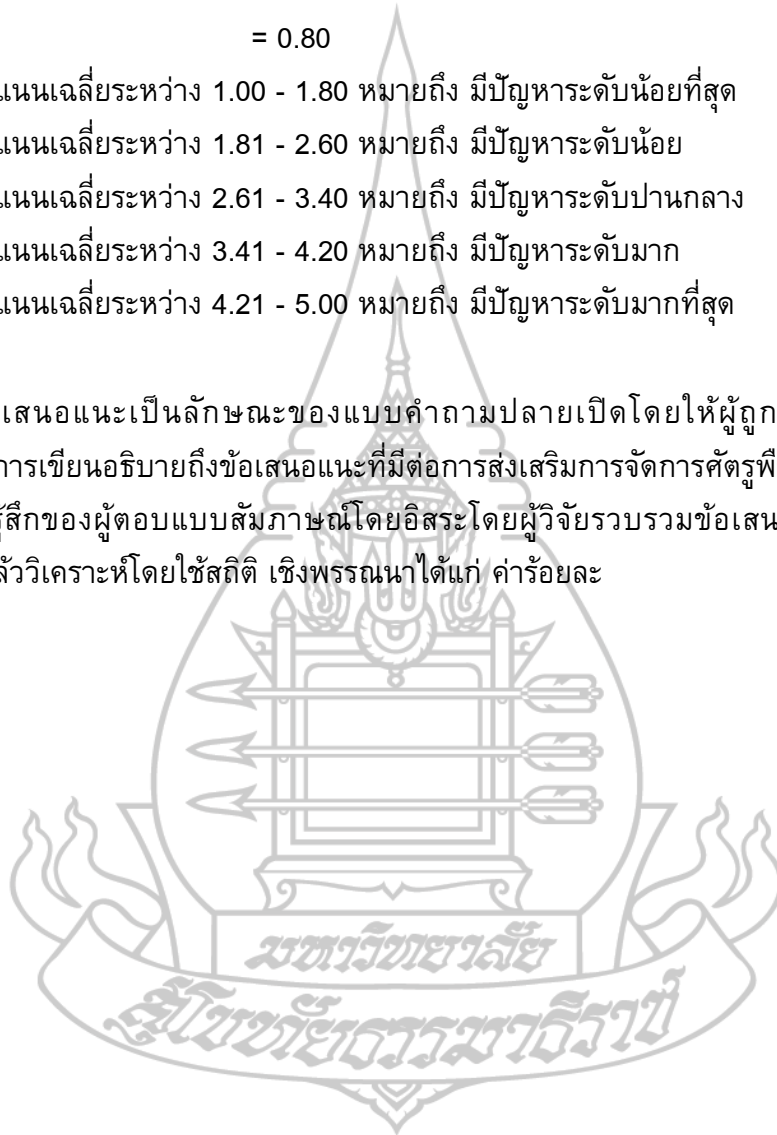 = 0.80
แนนเฉลี่ยระหว่าง 1.00 - 1.80 หมายถึง มีปัญหาระดับน้อยที่สุด
แนนเฉลี่ยระหว่าง 1.81 - 2.60 หมายถึง มีปัญหาระดับน้อย
แนนเฉลี่ยระหว่าง 2.61 - 3.40 หมายถึง มีปัญหาระดับปานกลาง
แนนเฉลี่ยระหว่าง 3.41 - 4.20 หมายถึง มีปัญหาระดับมาก
แนนเฉลี่ยระหว่าง 4.21 - 5.00 หมายถึง มีปัญหาระดับมากที่สุด
เสนอแนะเป็นลักษณะของแบบคำถามปลายเปิดโดยให้ผู้ถูก
การเขียนอธิบายถึงข้อเสนอแนะที่มีต่อการส่งเสริมการจัดการศัตรูพื
รู้สึกของผู้ตอบแบบสัมภาษณ์โดยอิสระโดยผู้วิจัยรวบรวมข้อเสน
ล้ววิเคราะห์โดยใช้สถิติ เชิงพรรณนาได้แก่ ค่าร้อยละ
มหาวิทยาลัย
สุโขทัยธรรมาธิราช